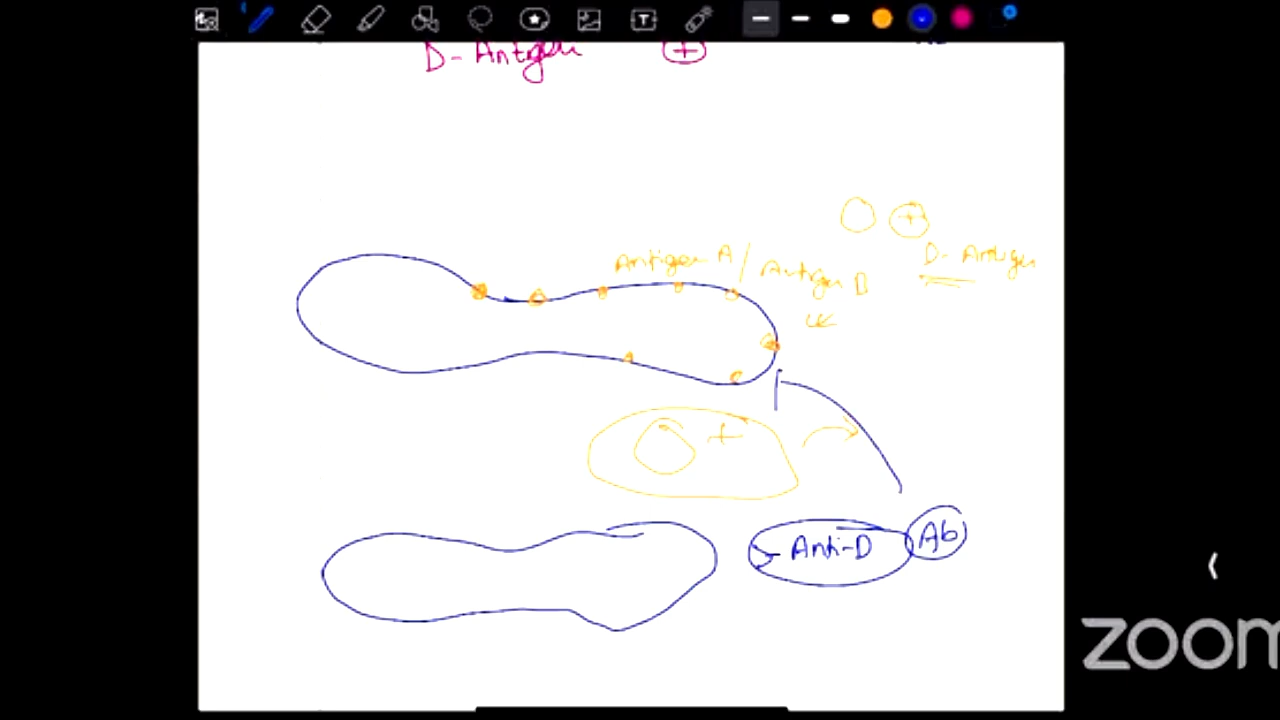 D-Antigen +
+
Antigen A / Antigen D
D-Antigen
+
Anti-D Ab
zoom